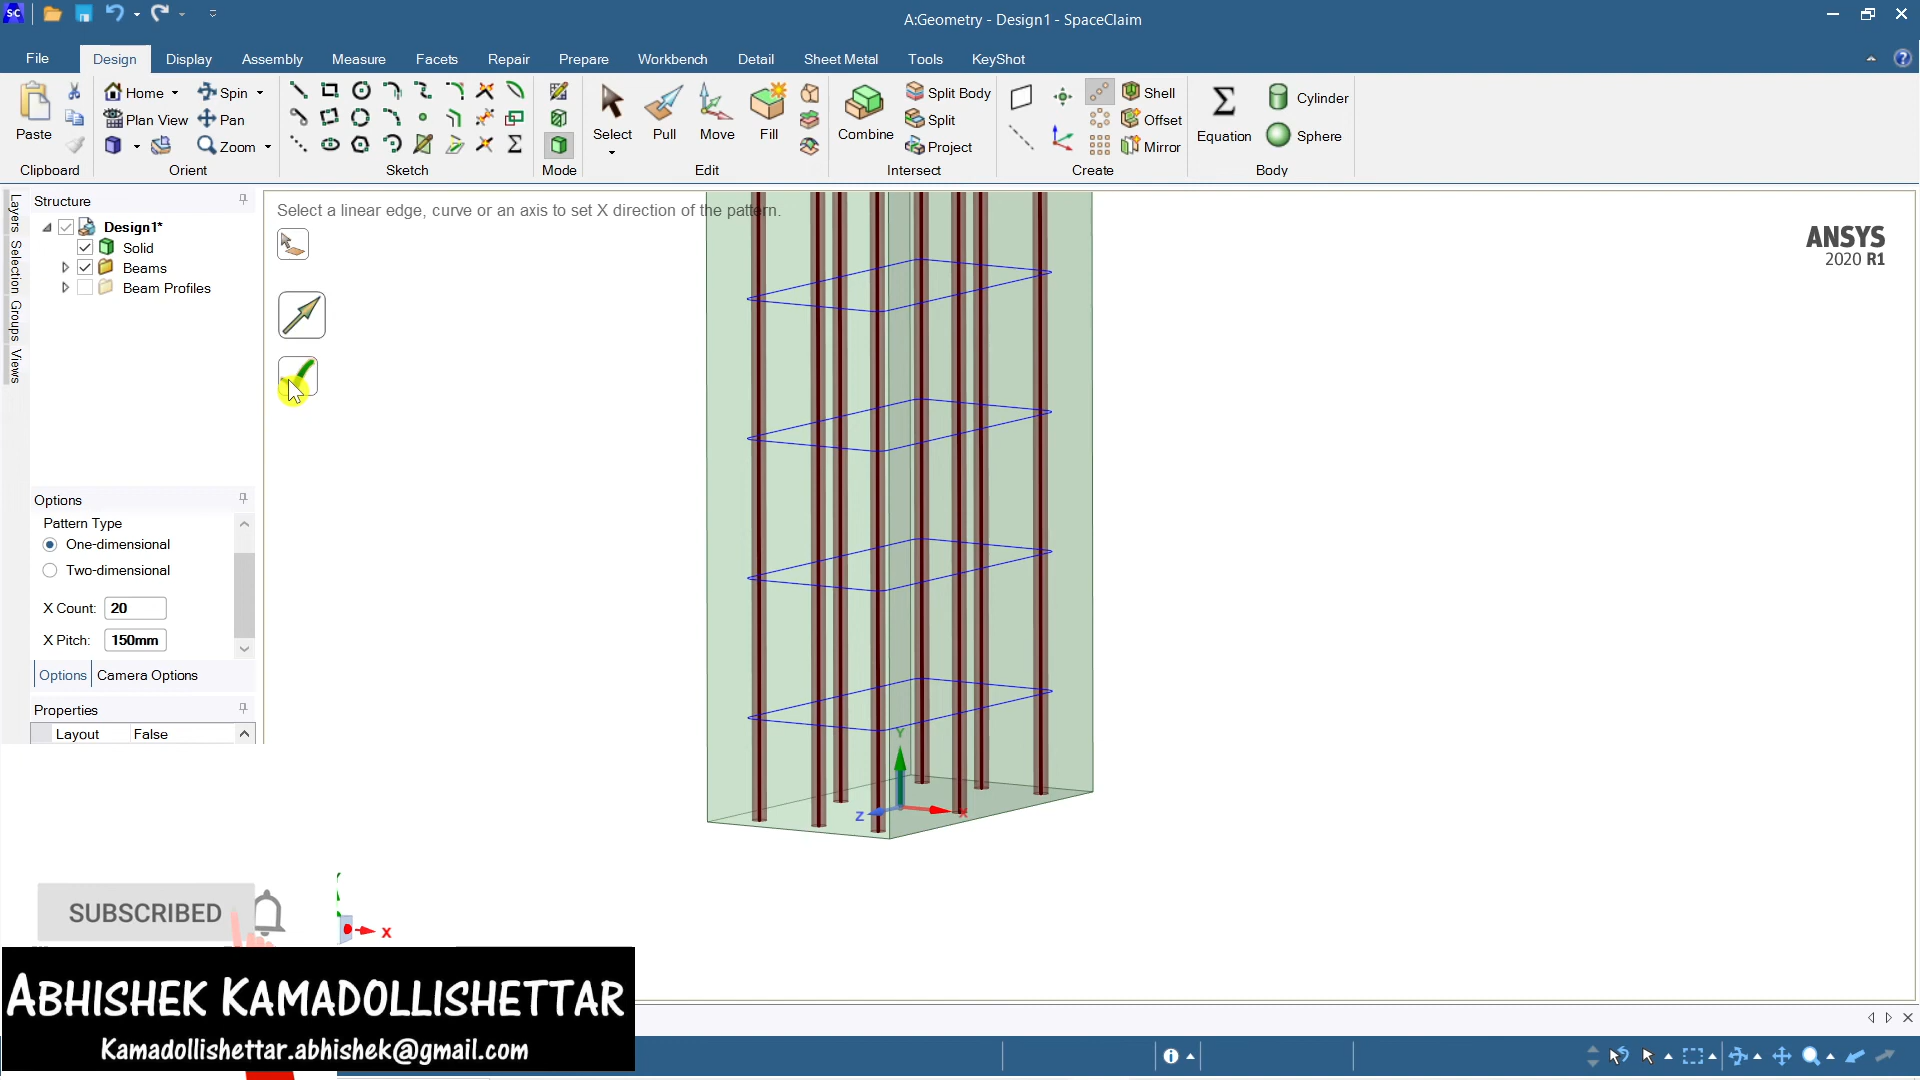 A:Geometry - Design1 - SpaceClaim
File Design Display Assembly Measure Facets Repair Prepare Workbench Detail Sheet Metal Tools KeyShot
Paste
Clipboard
Home Spin
Plan View Pan
Zoom
Orient
Sketch
Mode
Select Pull Move Fill
Edit
Combine
Split Body
Split
Project
Intersect
Shell
Offset
Mirror
Create
Equation
Cylinder
Sphere
Body
Layers Selection Groups Views
Structure
Design1*
Solid
Beams
Beam Profiles
Select a linear edge, curve or an axis to set X direction of the pattern.
ANSYS
2020 R1
Options
Pattern Type
One-dimensional
Two-dimensional
X Count: 20
X Pitch: 150mm
Options Camera Options
Properties
Layout False
Y
Z X
SUBSCRIBED
X
ABHISHEK KAMADOLLISHETTAR
Kamadollishettar.abhishek@gmail.com